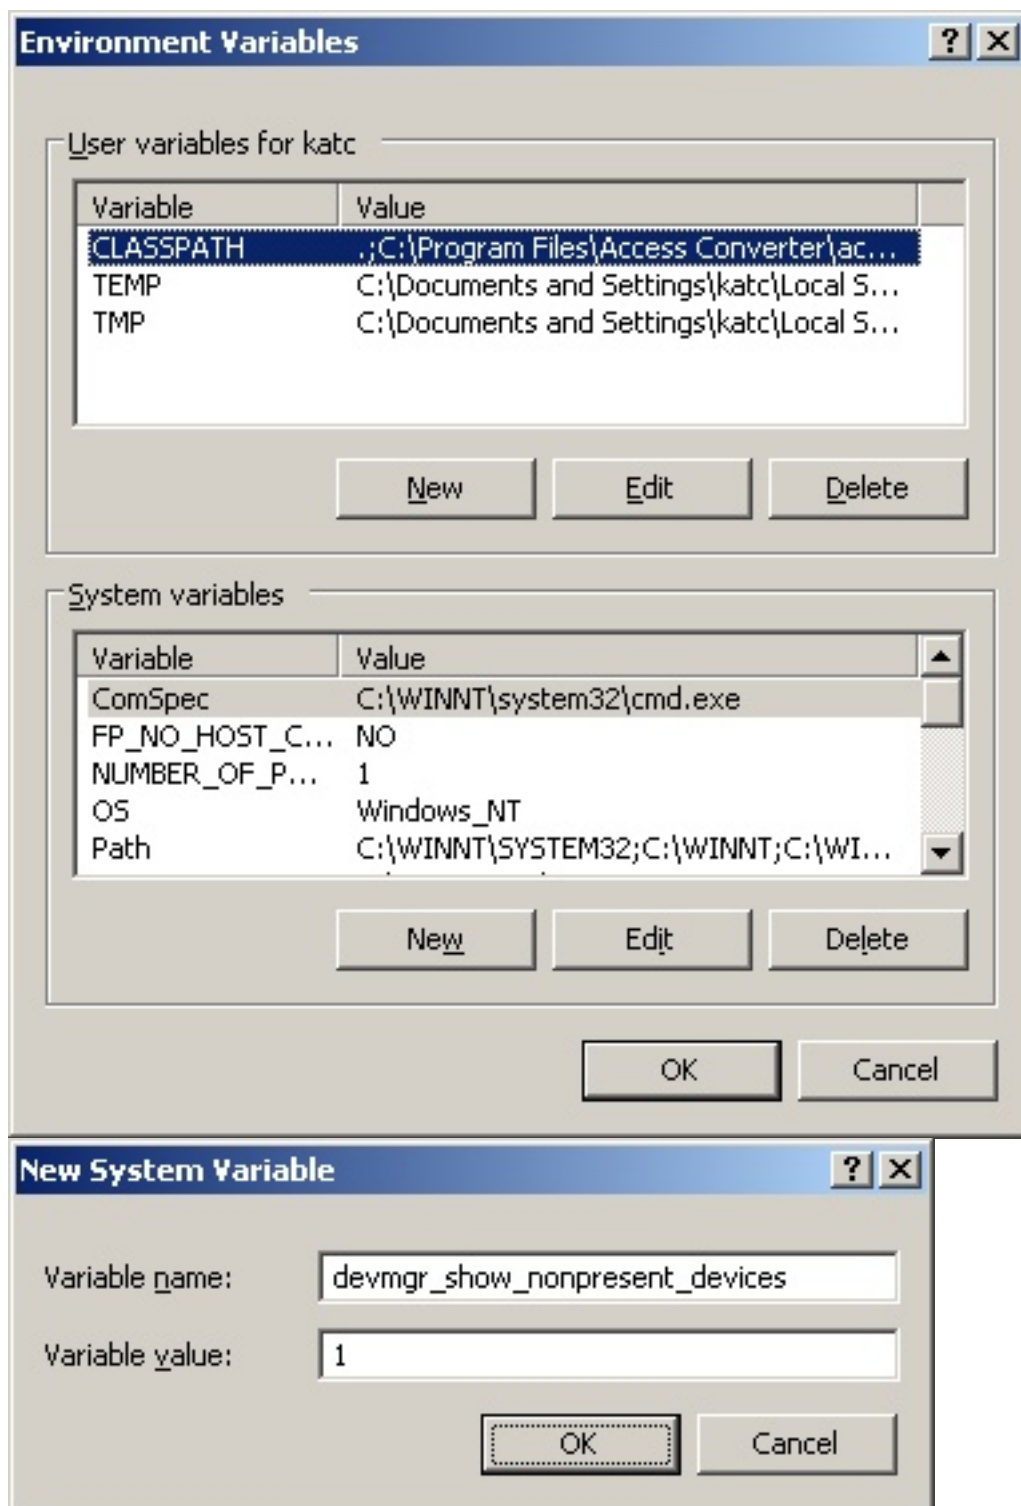 Environment Variables
User variables for katc
Variable Value
CLASSPATH .;C:\Program Files\Access Converter\ac...
TEMP C:\Documents and Settings\katc\Local S...
TMP C:\Documents and Settings\katc\Local S...
New Edit Delete
System variables
Variable Value
ComSpec C:\WINNT\system32\cmd.exe
FP_NO_HOST_C... NO
NUMBER_OF_P... 1
OS Windows_NT
Path C:\WINNT\SYSTEM32;C:\WINNT;C:\WI...
New Edit Delete
OK Cancel
New System Variable
Variable name: devmgr_show_nonpresent_devices
Variable value: 1
OK Cancel